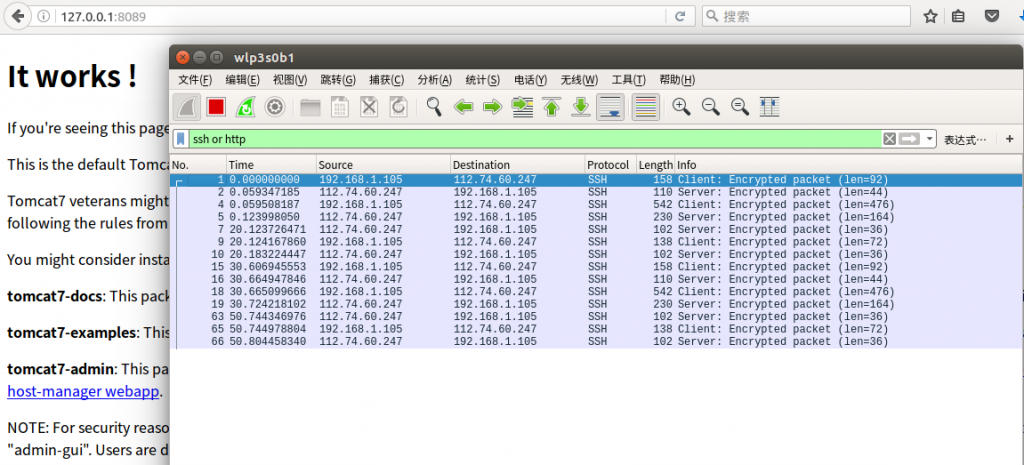 127.0.0.1:8089
搜索
It works !
If you're seeing this page
This is the default Tomca
Tomcat7 veterans might
following the rules from
You might consider insta
tomcat7-docs: This pack
tomcat7-examples: This
tomcat7-admin: This pa
host-manager webapp.
NOTE: For security reaso
"admin-gui". Users are d
wlp3s0b1
文件(F) 编辑(E) 视图(V) 跳转(G) 捕获(C) 分析(A) 统计(S) 电话(Y) 无线(W) 工具(T) 帮助(H)
ssh or http 表达式… +
No. Time Source Destination Protocol Length Info
1 0.000000000 192.168.1.105 112.74.60.247 SSH 158 Client: Encrypted packet (len=92)
2 0.059347185 112.74.60.247 192.168.1.105 SSH 110 Server: Encrypted packet (len=44)
4 0.059508187 192.168.1.105 112.74.60.247 SSH 542 Client: Encrypted packet (len=476)
5 0.123998050 112.74.60.247 192.168.1.105 SSH 230 Server: Encrypted packet (len=164)
7 20.123726471 112.74.60.247 192.168.1.105 SSH 102 Server: Encrypted packet (len=36)
9 20.124167860 192.168.1.105 112.74.60.247 SSH 138 Client: Encrypted packet (len=72)
10 20.183224447 112.74.60.247 192.168.1.105 SSH 102 Server: Encrypted packet (len=36)
15 30.606945553 192.168.1.105 112.74.60.247 SSH 158 Client: Encrypted packet (len=92)
16 30.664947846 112.74.60.247 192.168.1.105 SSH 110 Server: Encrypted packet (len=44)
18 30.665099666 192.168.1.105 112.74.60.247 SSH 542 Client: Encrypted packet (len=476)
19 30.724218102 112.74.60.247 192.168.1.105 SSH 230 Server: Encrypted packet (len=164)
63 50.744346976 112.74.60.247 192.168.1.105 SSH 102 Server: Encrypted packet (len=36)
65 50.744978804 192.168.1.105 112.74.60.247 SSH 138 Client: Encrypted packet (len=72)
66 50.804458340 112.74.60.247 192.168.1.105 SSH 102 Server: Encrypted packet (len=36)